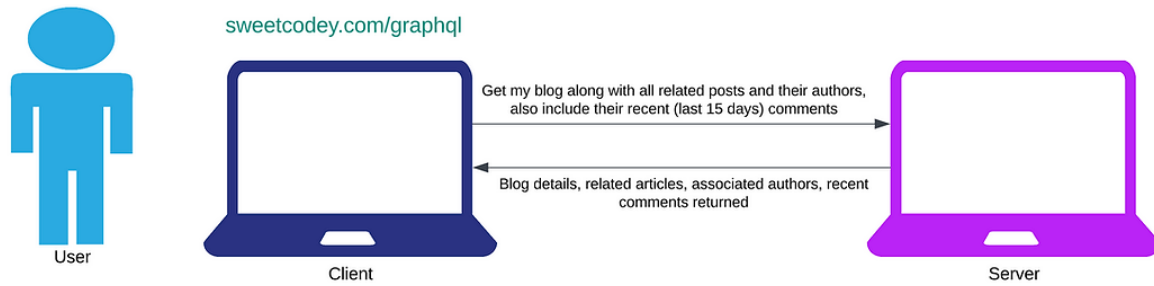 sweetcodey.com/graphql
Get my blog along with all related posts and their authors,
also include their recent (last 15 days) comments
Blog details, related articles, associated authors, recent
comments returned
User
Client
Server